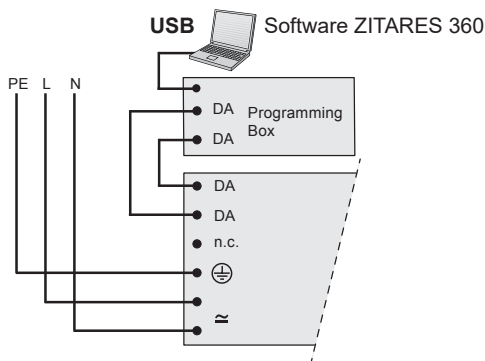 USB Software ZITARES 360
PE L N
DA Programming
Box
DA
DA
DA
n.c.
≃